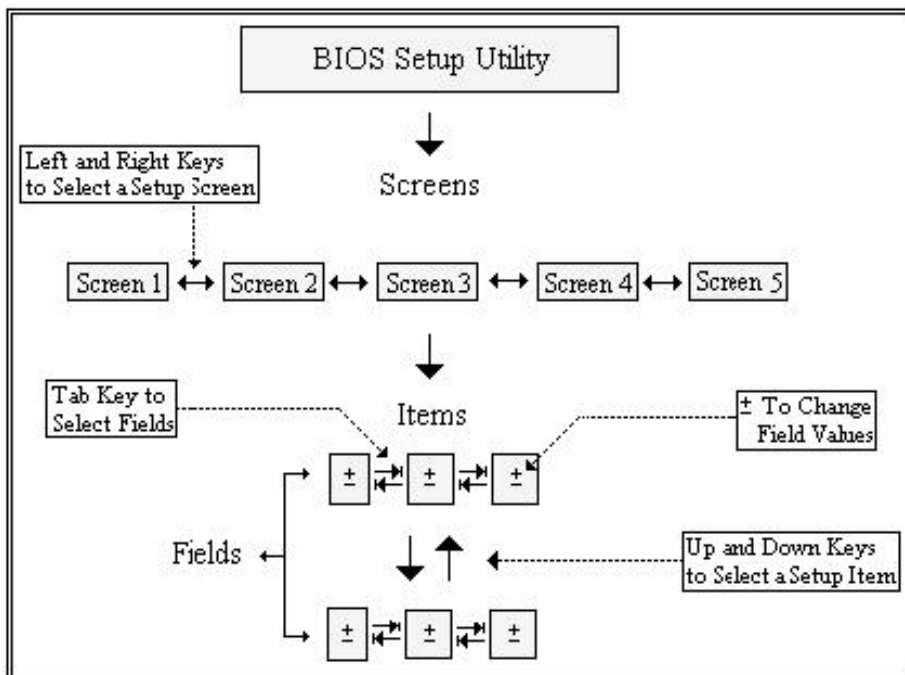 BIOS Setup Utility
Left and Right Keys
to Select a Setup Screen
Screens
Screen 1
Screen 2
Screen 3
Screen 4
Screen 5
Tab Key to
Select Fields
Items
± To Change
Field Values
± ± ±
Fields
Up and Down Keys
to Select a Setup Item
± ± ±